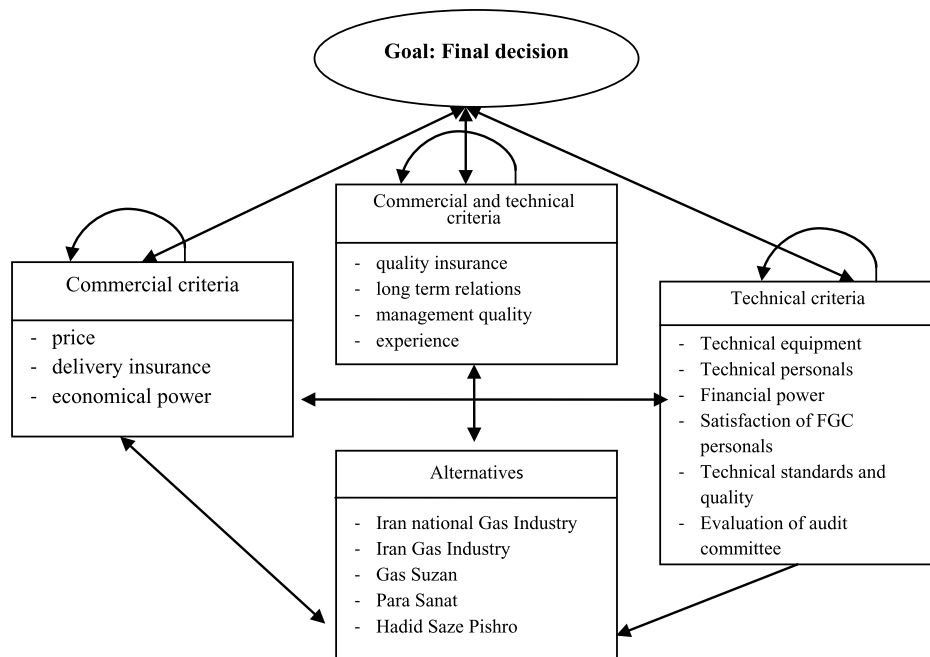 Goal: Final decision
Commercial and technical
criteria
- quality insurance
- long term relations
- management quality
- experience
Commercial criteria
- price
- delivery insurance
- economical power
Technical criteria
- Technical equipment
- Technical personals
- Financial power
- Satisfaction of FGC
personals
- Technical standards and
quality
- Evaluation of audit
committee
Alternatives
- Iran national Gas Industry
- Iran Gas Industry
- Gas Suzan
- Para Sanat
- Hadid Saze Pishro